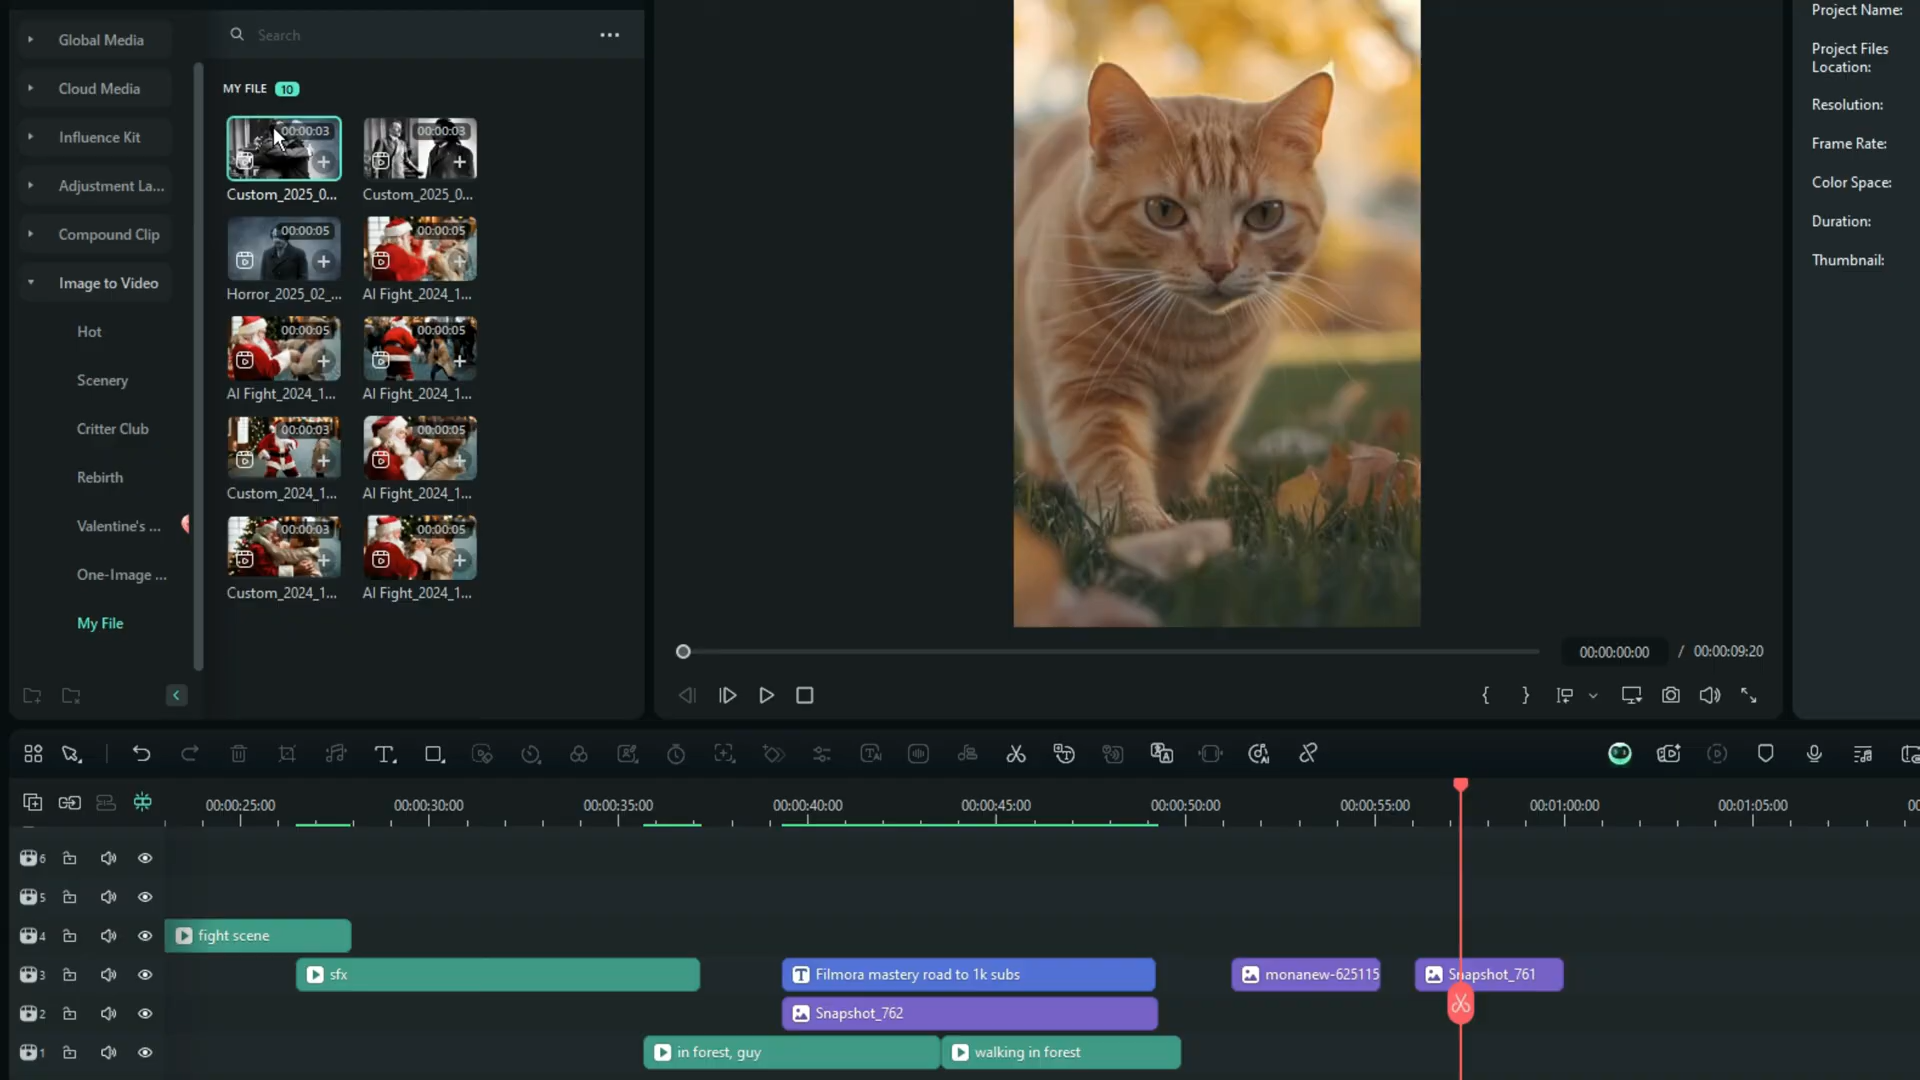 Global Media
Cloud Media
Influence Kit
Adjustment La...
Compound Clip
Image to Video
Hot
Scenery
Critter Club
Rebirth
Valentine's ...
One-Image ...
My File
Search
MY FILE 10
00:00:03 00:00:03
Custom_2025_0... Custom_2025_0...
00:00:05 00:00:05
Horror_2025_02_... AI Fight_2024_1...
00:00:05 00:00:05
AI Fight_2024_1... AI Fight_2024_1...
00:00:03 00:00:05
Custom_2024_1... AI Fight_2024_1...
00:00:03 00:00:05
Custom_2024_1... AI Fight_2024_1...
00:00:00:00 / 00:00:09:20
Project Name:
Project Files
Location:
Resolution:
Frame Rate:
Color Space:
Duration:
Thumbnail:
00:00:25:00 00:00:30:00 00:00:35:00 00:00:40:00 00:00:45:00 00:00:50:00 00:00:55:00 00:01:00:00 00:01:05:00
6
5
4 fight scene
3 sfx Filmora mastery road to 1k subs monanew-625115 Snapshot_761
2 Snapshot_762
1 in forest, guy walking in forest